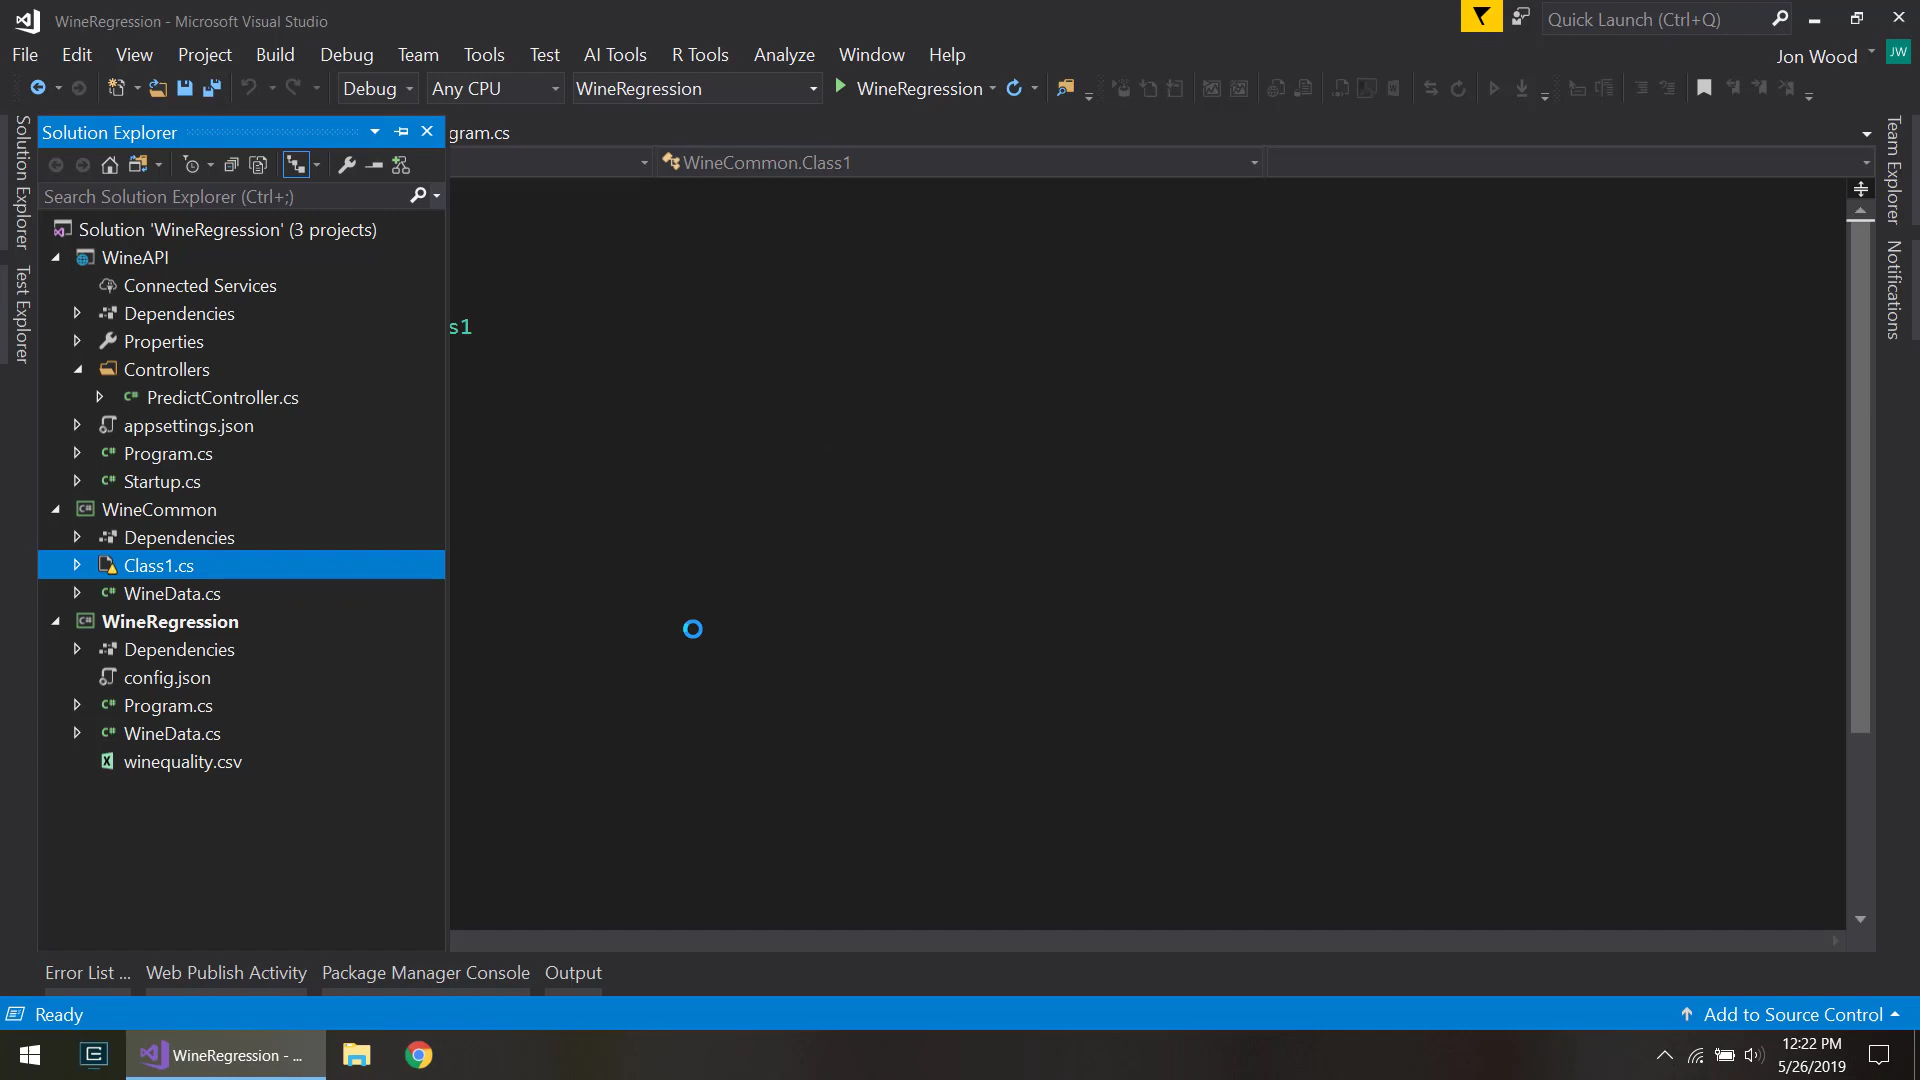 WineRegression - Microsoft Visual Studio
Quick Launch (Ctrl+Q)
File Edit View Project Build Debug Team Tools Test AI Tools R Tools Analyze Window Help
Jon Wood JW
Debug Any CPU WineRegression WineRegression
Solution Explorer
gram.cs
WineCommon.Class1
Search Solution Explorer (Ctrl+;)
Solution 'WineRegression' (3 projects)
WineAPI
Connected Services
Dependencies
s1
Properties
Controllers
C# PredictController.cs
appsettings.json
C# Program.cs
C# Startup.cs
C# WineCommon
Dependencies
Class1.cs
C# WineData.cs
C# WineRegression
Dependencies
config.json
C# Program.cs
C# WineData.cs
winequality.csv
Solution Explorer
Test Explorer
Team Explorer
Notifications
Error List ... Web Publish Activity Package Manager Console Output
Ready
Add to Source Control
WineRegression - ...
12:22 PM
5/26/2019